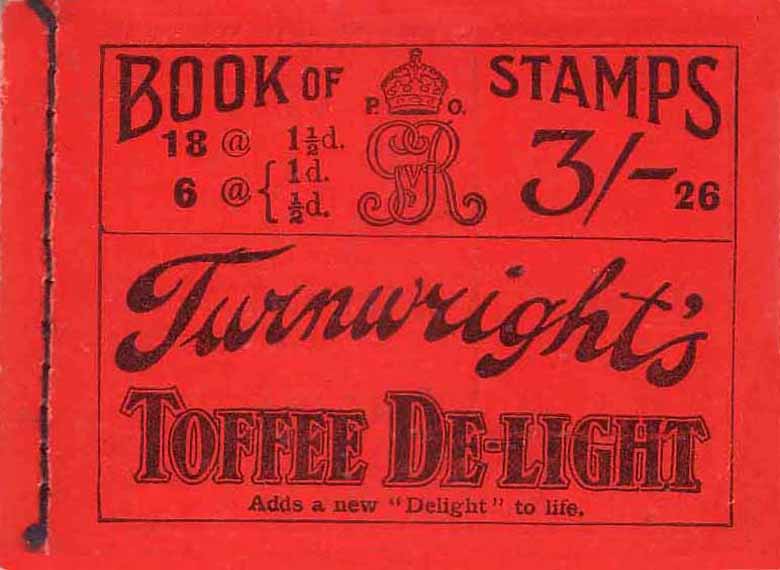 BOOK OF STAMPS
P. O.
18 @ 1½d.
6 @ { 1d.
½d.
GVR
3/- 26
Turnwright's
TOFFEE DE-LIGHT
Adds a new "Delight" to life.